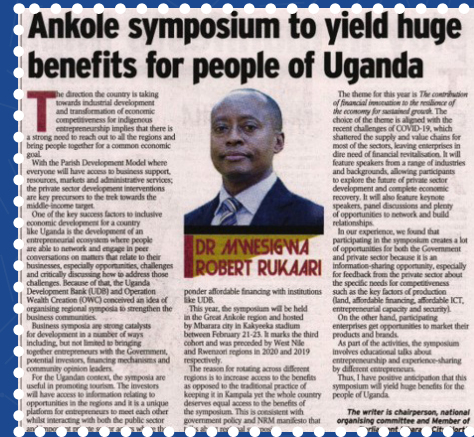 Ankole symposium to yield huge
benefits for people of Uganda
The direction the country is taking
towards industrial development
and transformation of economic
competitiveness for indigenous
entrepreneurship implies that there is
a strong need to reach out to all the regions and
bring people together for a common economic
goal.
With the Parish Development Model where
everyone will have access to business support,
resources, markets and administrative services;
the private sector development interventions
are key precursors to the trek towards the
middle-income target.
One of the key success factors to inclusive
economic development for a country
like Uganda is the development of an
entrepreneurial ecosystem where people
are able to network and engage in peer
conversations on matters that relate to their
businesses, especially opportunities, challenges
and critically discussing how to address those
challenges. Because of that, the Uganda
Development Bank (UDB) and Operation
Wealth Creation (OWC) conceived an idea of
organising regional symposia to strengthen the
business communities.
Business symposia are strong catalysts
for development in a number of ways
including, but not limited to bringing
together entrepreneurs with the Government,
potential investors, financing mechanisms and
community opinion leaders.
For the Ugandan context, the symposia are
useful in promoting tourism. The investors
will have access to information relating to
opportunities in the regions and it is a unique
platform for entrepreneurs to meet each other
whilst interacting with both the public sector
DR MWESIGWA
ROBERT RUKAARI
ponder affordable financing with institutions
like UDB.
This year, the symposium will be held
in the Great Ankole region and hosted
by Mbarara city in Kakyeeka stadium
between February 21-23. It marks the third
cohort and was preceded by West Nile
and Rwenzori regions in 2020 and 2019
respectively.
The reason for rotating across different
regions is to increase access to the benefits
as opposed to the traditional practice of
keeping it in Kampala yet the whole country
deserves equal access to the benefits of
the symposium. This is consistent with
government policy and NRM manifesto that
The theme for this year is The contribution
of financial innovation to the resilience of
the economy for sustained growth. The
choice of the theme is aligned with the
recent challenges of COVID-19, which
shattered the supply and value chains for
most of the sectors, leaving enterprises in
dire need of financial revitalisation. It will
feature speakers from a range of industries
and backgrounds, allowing participants
to explore the future of private sector
development and complete economic
recovery. It will also feature keynote
speakers, panel discussions and plenty
of opportunities to network and build
relationships.
In our experience, we found that
participating in the symposium creates a lot
of opportunities for both the Government
and private sector because it is an
information-sharing opportunity, especially
for feedback from the private sector about
the specific needs for competitiveness
such as the key factors of production
(land, affordable financing, affordable ICT,
entrepreneurial capacity and security).
On the other hand, participating
enterprises get opportunities to market their
products and brands.
As part of the activities, the symposium
involves educational talks about
entrepreneurship and experience-sharing
by different entrepreneurs.
Thus, I have positive anticipation that this
symposium will yield huge benefits for the
people of Uganda.
The writer is chairperson, national
organising committee and Member of